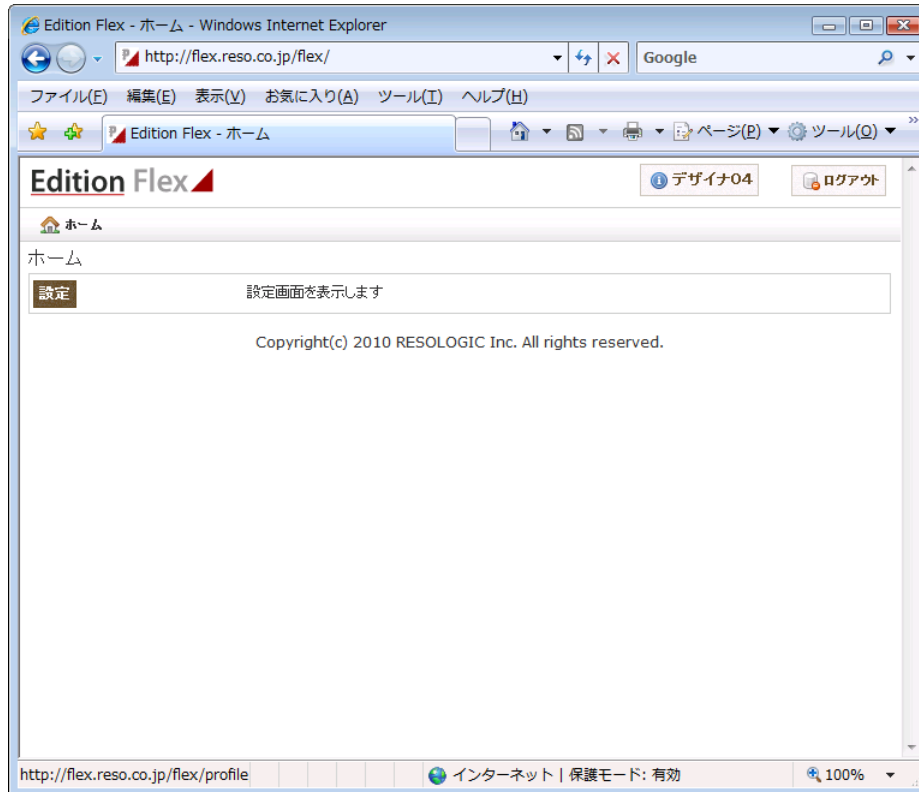 Edition Flex - ホーム - Windows Internet Explorer
http://flex.reso.co.jp/flex/
Google
ファイル(F) 編集(E) 表示(V) お気に入り(A) ツール(T) ヘルプ(H)
Edition Flex - ホーム
ページ(P) ツール(O)
Edition Flex
デザイナ04
ログアウト
ホーム
ホーム
設定 設定画面を表示します
Copyright(c) 2010 RESOLOGIC Inc. All rights reserved.
http://flex.reso.co.jp/flex/profile
インターネット | 保護モード: 有効
100%